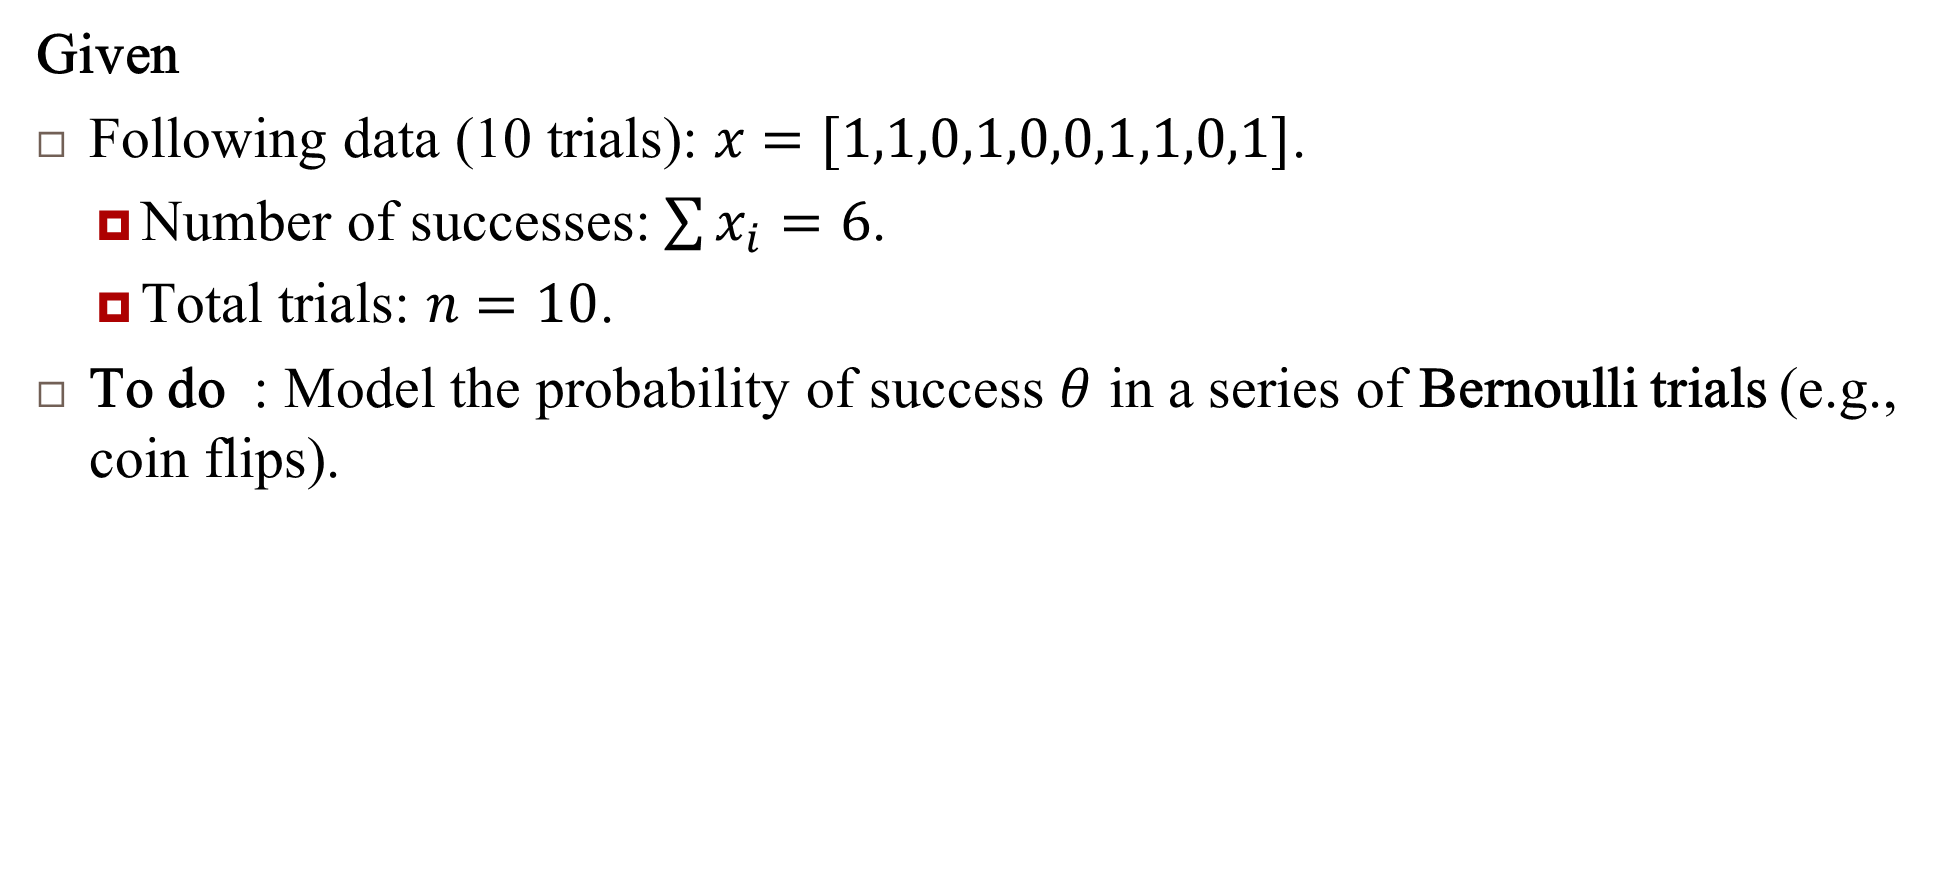 Given
Following data (10 trials): x = [1,1,0,1,0,0,1,1,0,1].
Number of successes: ∑ xᵢ = 6.
Total trials: n = 10.
To do : Model the probability of success θ in a series of Bernoulli trials (e.g.,
coin flips).